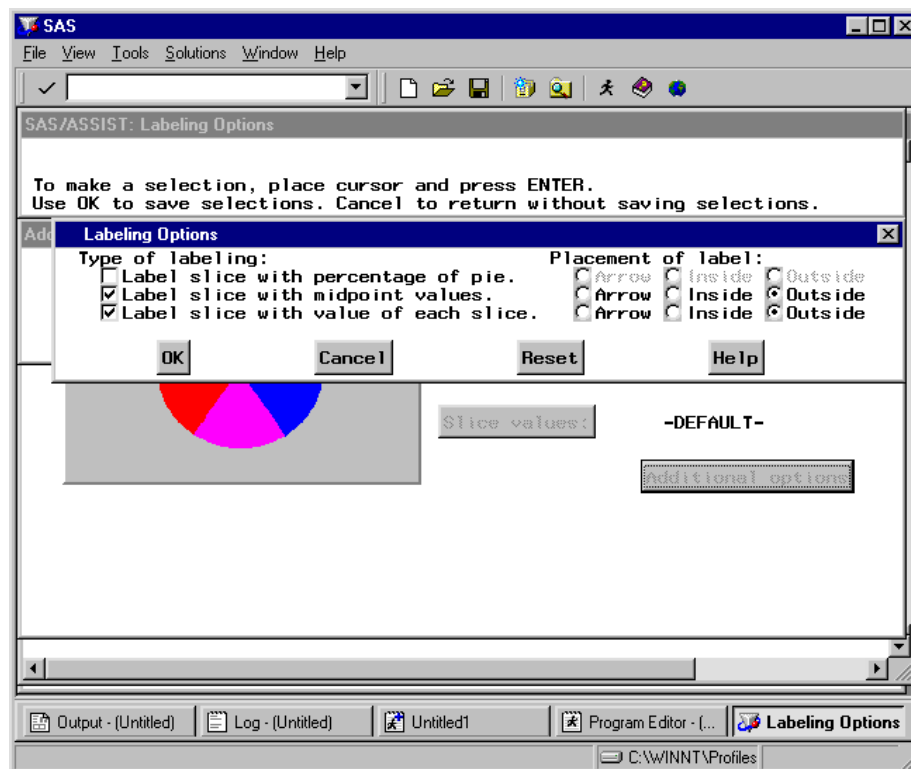 SAS
File View Tools Solutions Window Help
SAS/ASSIST: Labeling Options
To make a selection, place cursor and press ENTER.
Use OK to save selections. Cancel to return without saving selections.
Add
Labeling Options
Type of labeling: Placement of label:
Label slice with percentage of pie. Arrow Inside Outside
Label slice with midpoint values. Arrow Inside Outside
Label slice with value of each slice. Arrow Inside Outside
OK Cancel Reset Help
Slice values: -DEFAULT-
Additional options
Output - (Untitled) Log - (Untitled) Untitled1 Program Editor - (... Labeling Options
C:\WINNT\Profiles